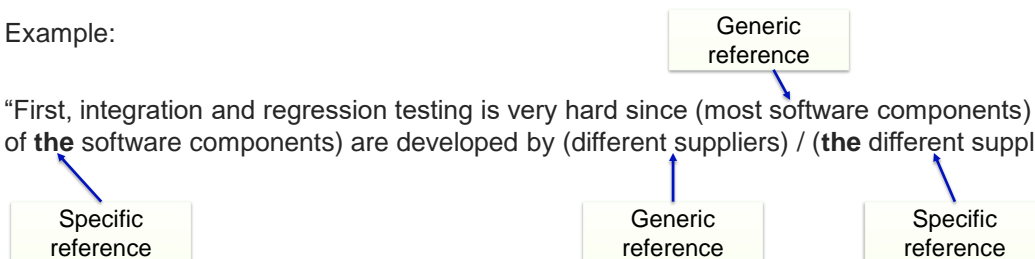 Example:
Generic
reference
“First, integration and regression testing is very hard since (most software components)
of the software components) are developed by (different suppliers) / (the different suppl
Specific
reference
Generic
reference
Specific
reference